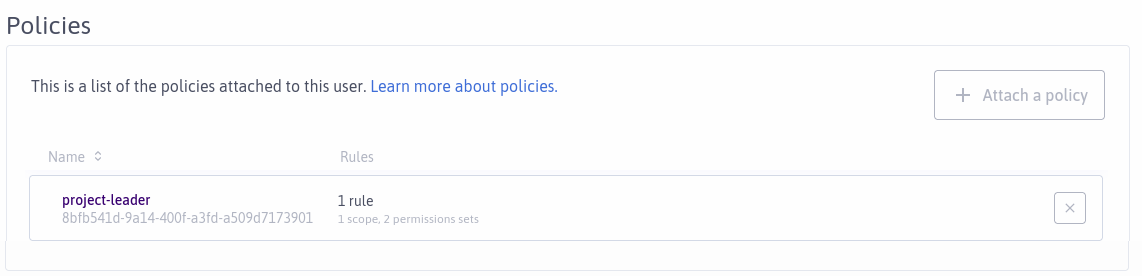 Policies
This is a list of the policies attached to this user. Learn more about policies.
+ Attach a policy
Name Rules
project-leader 1 rule
8bfb541d-9a14-400f-a3fd-a509d7173901 1 scope, 2 permissions sets